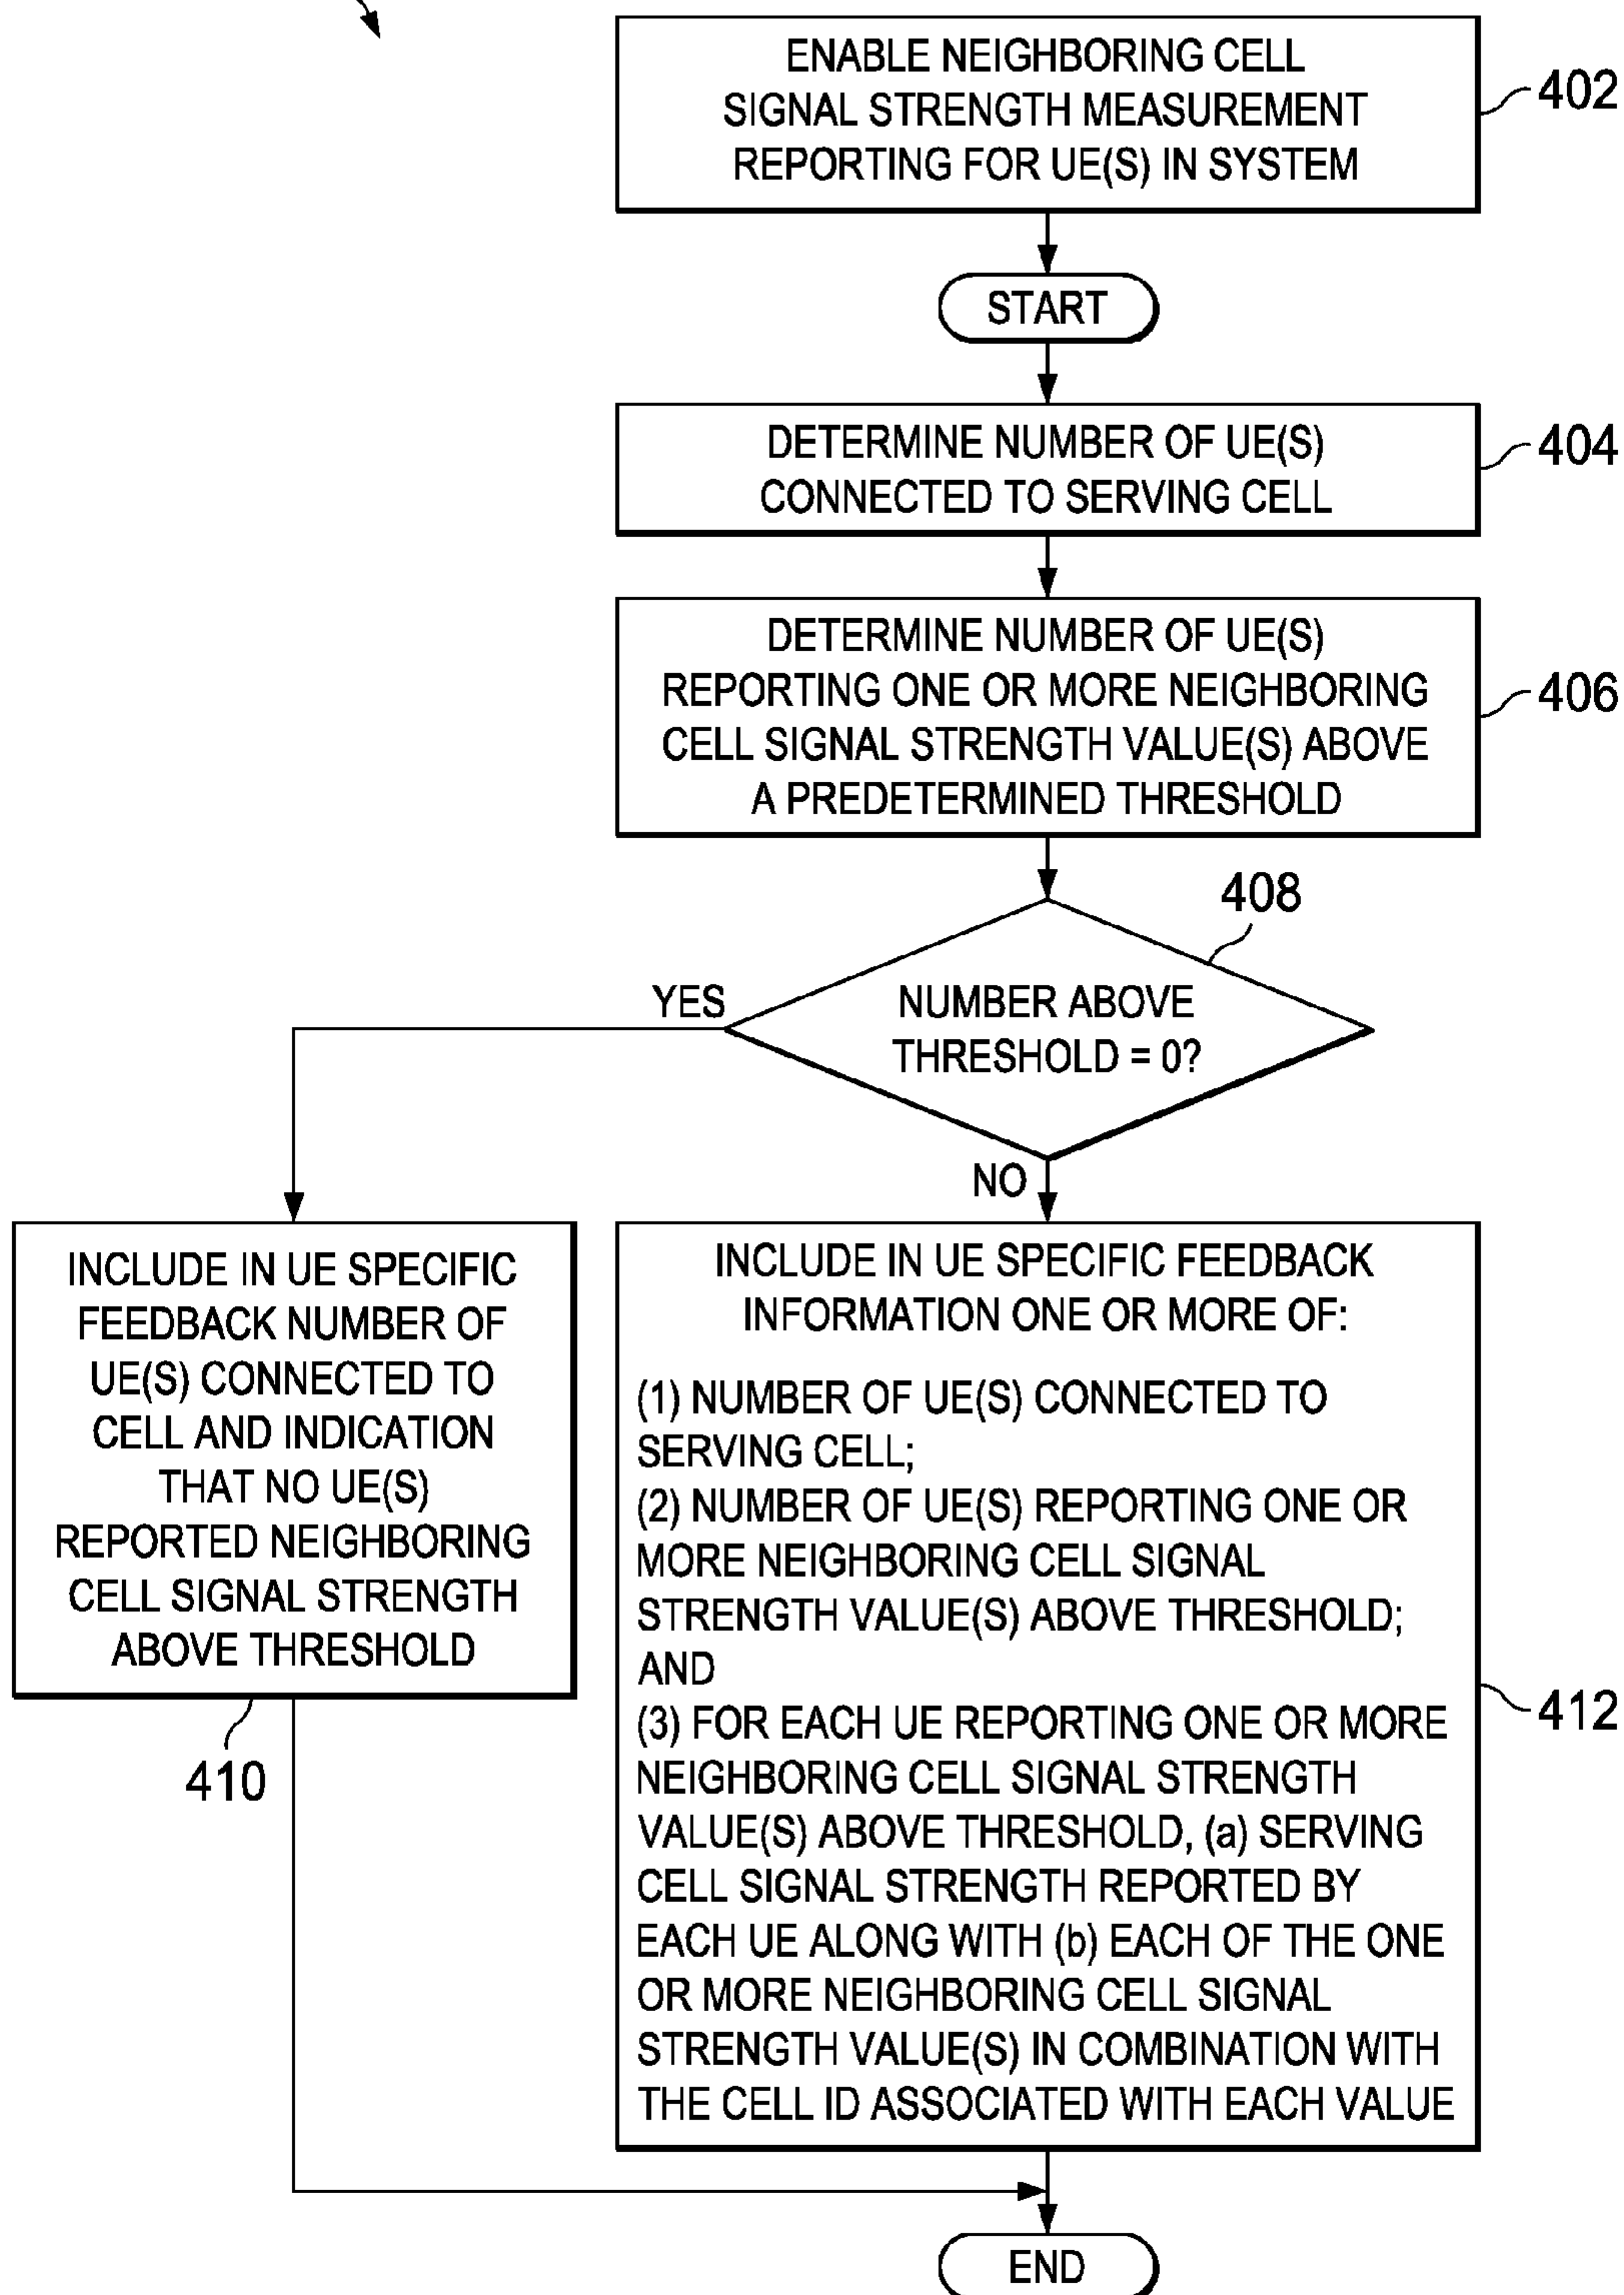 ENABLE NEIGHBORING CELL
SIGNAL STRENGTH MEASUREMENT
REPORTING FOR UE(S) IN SYSTEM
402
START
DETERMINE NUMBER OF UE(S)
CONNECTED TO SERVING CELL
404
DETERMINE NUMBER OF UE(S)
REPORTING ONE OR MORE NEIGHBORING
CELL SIGNAL STRENGTH VALUE(S) ABOVE
A PREDETERMINED THRESHOLD
406
408
NUMBER ABOVE
THRESHOLD = 0?
YES
NO
INCLUDE IN UE SPECIFIC
FEEDBACK NUMBER OF
UE(S) CONNECTED TO
CELL AND INDICATION
THAT NO UE(S)
REPORTED NEIGHBORING
CELL SIGNAL STRENGTH
ABOVE THRESHOLD
410
INCLUDE IN UE SPECIFIC FEEDBACK
INFORMATION ONE OR MORE OF:
(1) NUMBER OF UE(S) CONNECTED TO
SERVING CELL;
(2) NUMBER OF UE(S) REPORTING ONE OR
MORE NEIGHBORING CELL SIGNAL
STRENGTH VALUE(S) ABOVE THRESHOLD;
AND
(3) FOR EACH UE REPORTING ONE OR MORE
NEIGHBORING CELL SIGNAL STRENGTH
VALUE(S) ABOVE THRESHOLD, (a) SERVING
CELL SIGNAL STRENGTH REPORTED BY
EACH UE ALONG WITH (b) EACH OF THE ONE
OR MORE NEIGHBORING CELL SIGNAL
STRENGTH VALUE(S) IN COMBINATION WITH
THE CELL ID ASSOCIATED WITH EACH VALUE
412
END